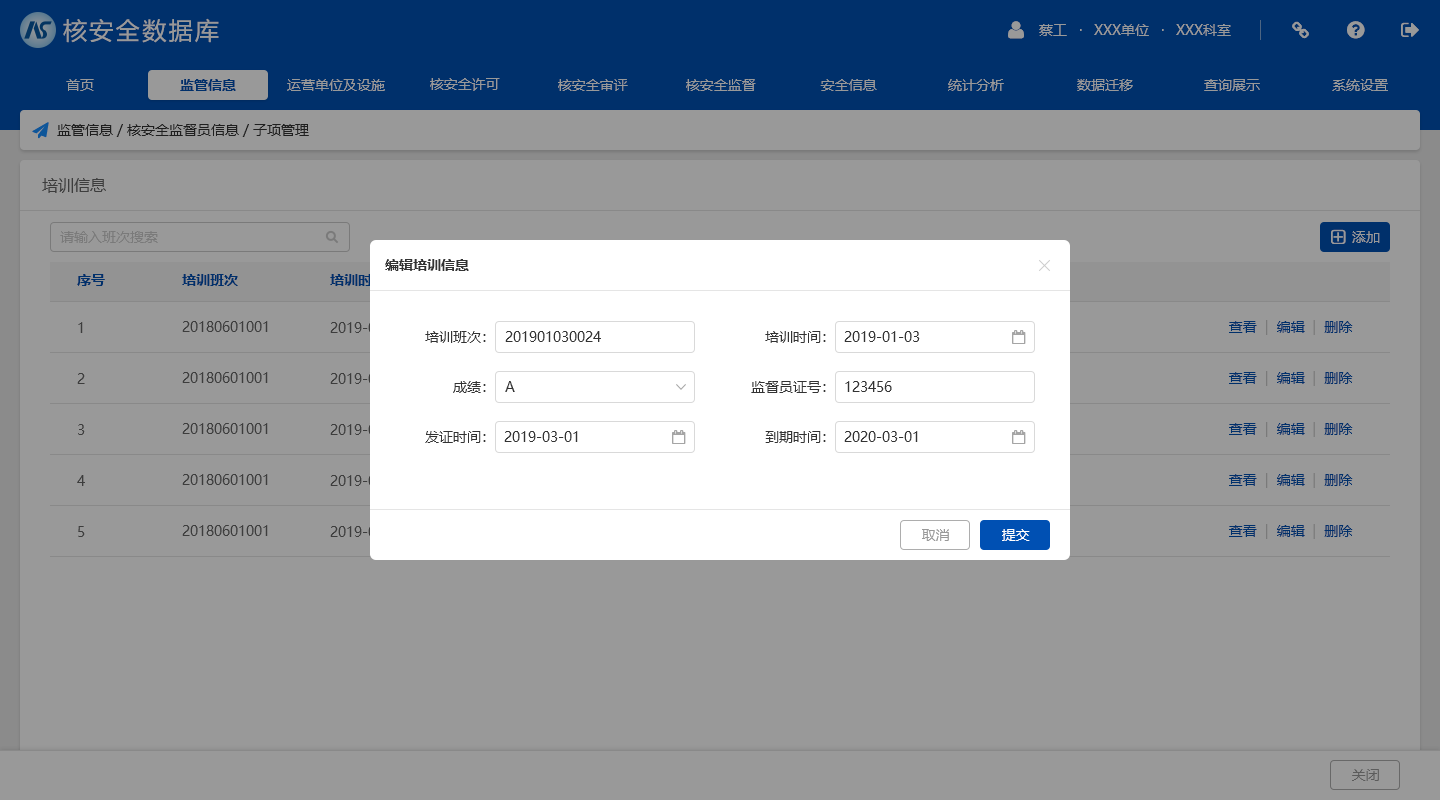 核安全数据库
蔡工 · XXX单位 · XXX科室
首页 监管信息 运营单位及设施 核安全许可 核安全审评 核安全监督 安全信息 统计分析 数据迁移 查询展示 系统设置
监管信息 / 核安全监督员信息 / 子项管理
培训信息
请输入班次搜索
添加
序号 培训班次 培训时
1 20180601001 2019- 查看 | 编辑 | 删除
2 20180601001 2019- 查看 | 编辑 | 删除
3 20180601001 2019- 查看 | 编辑 | 删除
4 20180601001 2019- 查看 | 编辑 | 删除
5 20180601001 2019- 查看 | 编辑 | 删除
编辑培训信息
培训班次: 201901030024 培训时间: 2019-01-03
成绩: A 监督员证号: 123456
发证时间: 2019-03-01 到期时间: 2020-03-01
取消 提交
关闭